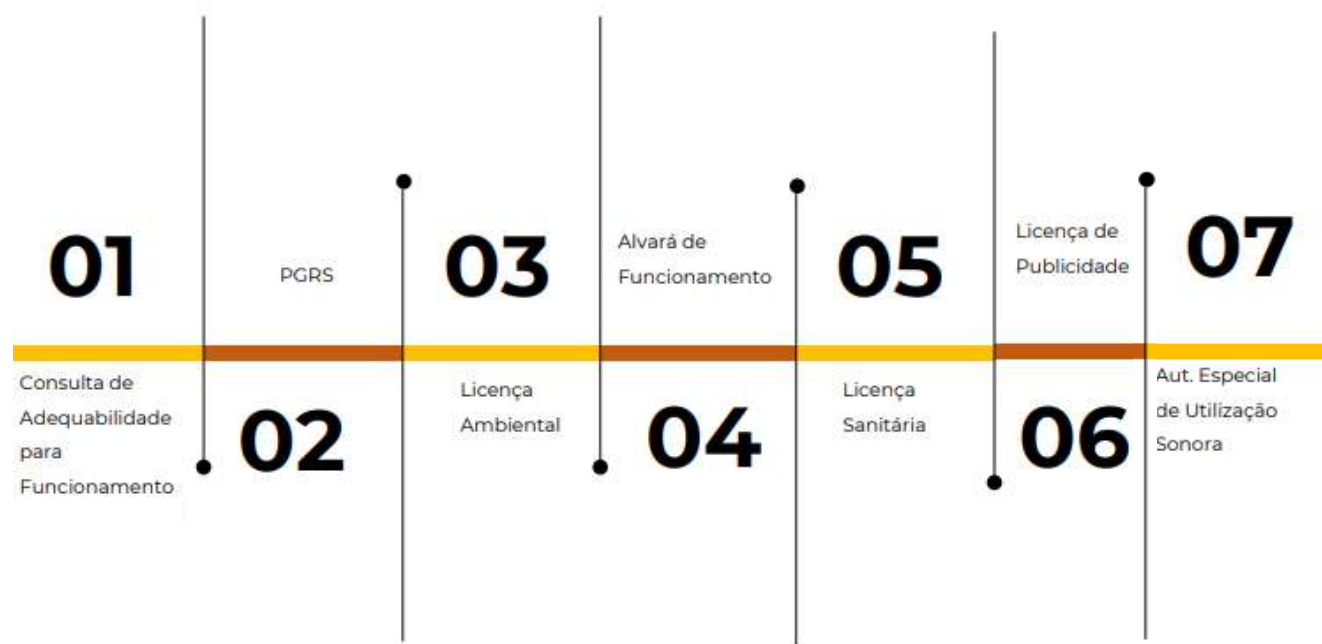 01
Consulta de
Adequabilidade
para
Funcionamento
PGRS
02
03
Licença
Ambiental
Alvará de
Funcionamento
04
05
Licença
Sanitária
Licença de
Publicidade
06
07
Aut. Especial
de Utilização
Sonora